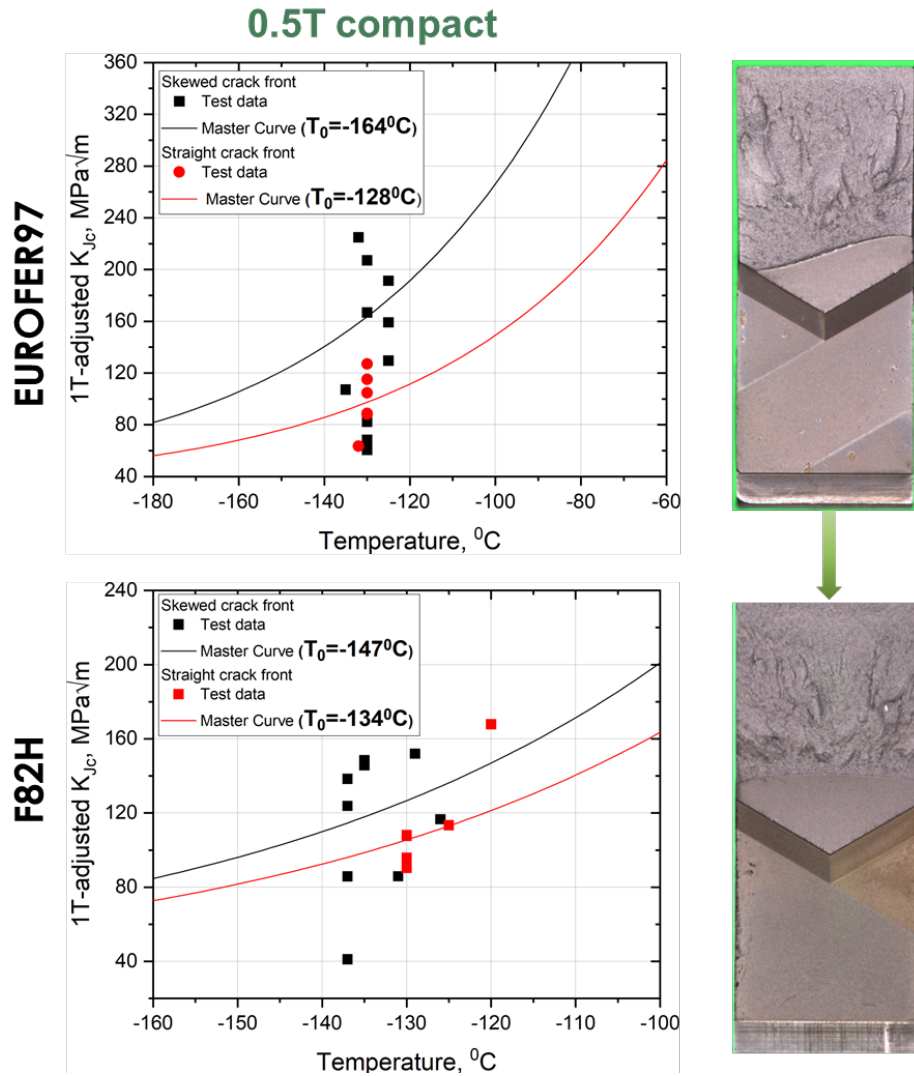 0.5T compact
EUROFER97
1T-adjusted K_Jc, MPa√m
360
320
280
240
200
160
120
80
40
Skewed crack front
Test data
Master Curve (T₀=-164⁰C)
Straight crack front
Test data
Master Curve (T₀=-128⁰C)
-180 -160 -140 -120 -100 -80 -60
Temperature, ⁰C
F82H
1T-adjusted K_Jc, MPa√m
240
200
160
120
80
40
Skewed crack front
Test data
Master Curve (T₀=-147⁰C)
Straight crack front
Test data
Master Curve (T₀=-134⁰C)
-160 -150 -140 -130 -120 -110 -100
Temperature, ⁰C